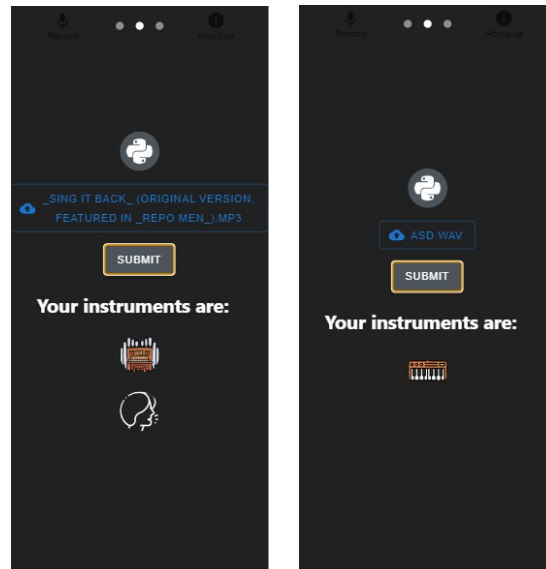 Record
About us
_SING IT BACK_ (ORIGINAL VERSION,
FEATURED IN _REPO MEN_).MP3
SUBMIT
Your instruments are:
Record
About us
ASD.WAV
SUBMIT
Your instruments are: